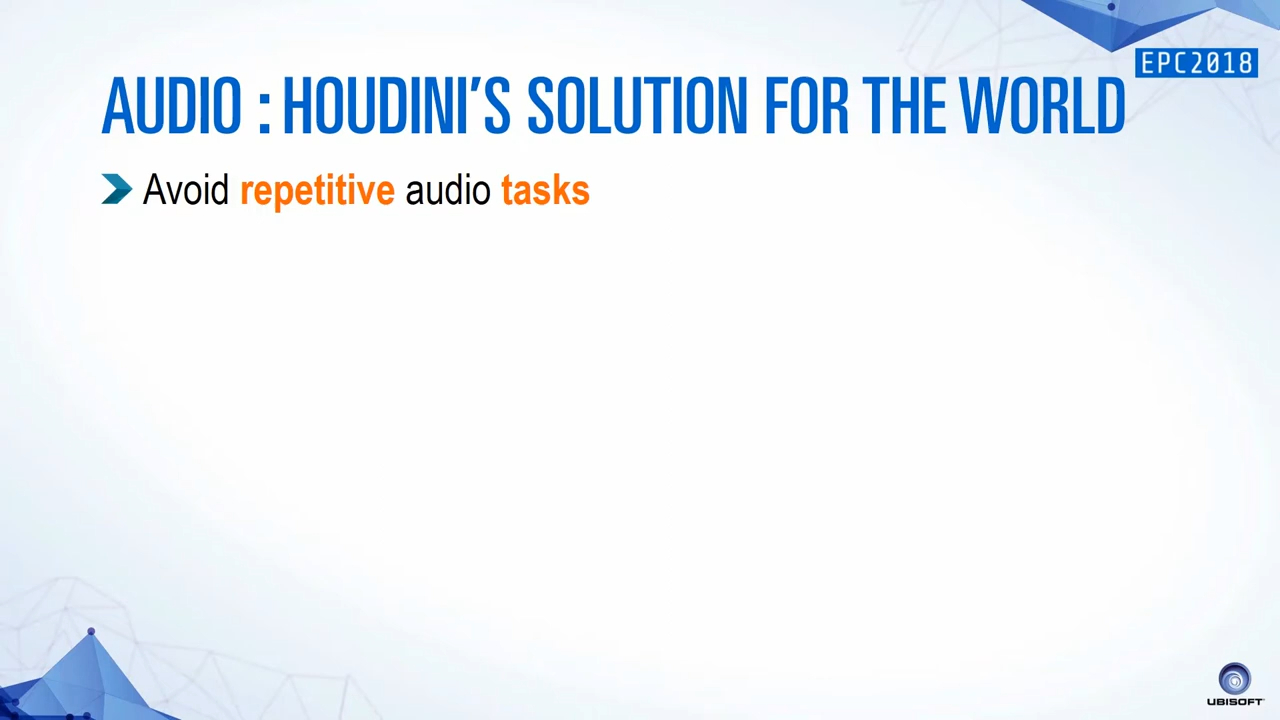 EPC2018
AUDIO : HOUDINI'S SOLUTION FOR THE WORLD
Avoid repetitive audio tasks
UBISOFT